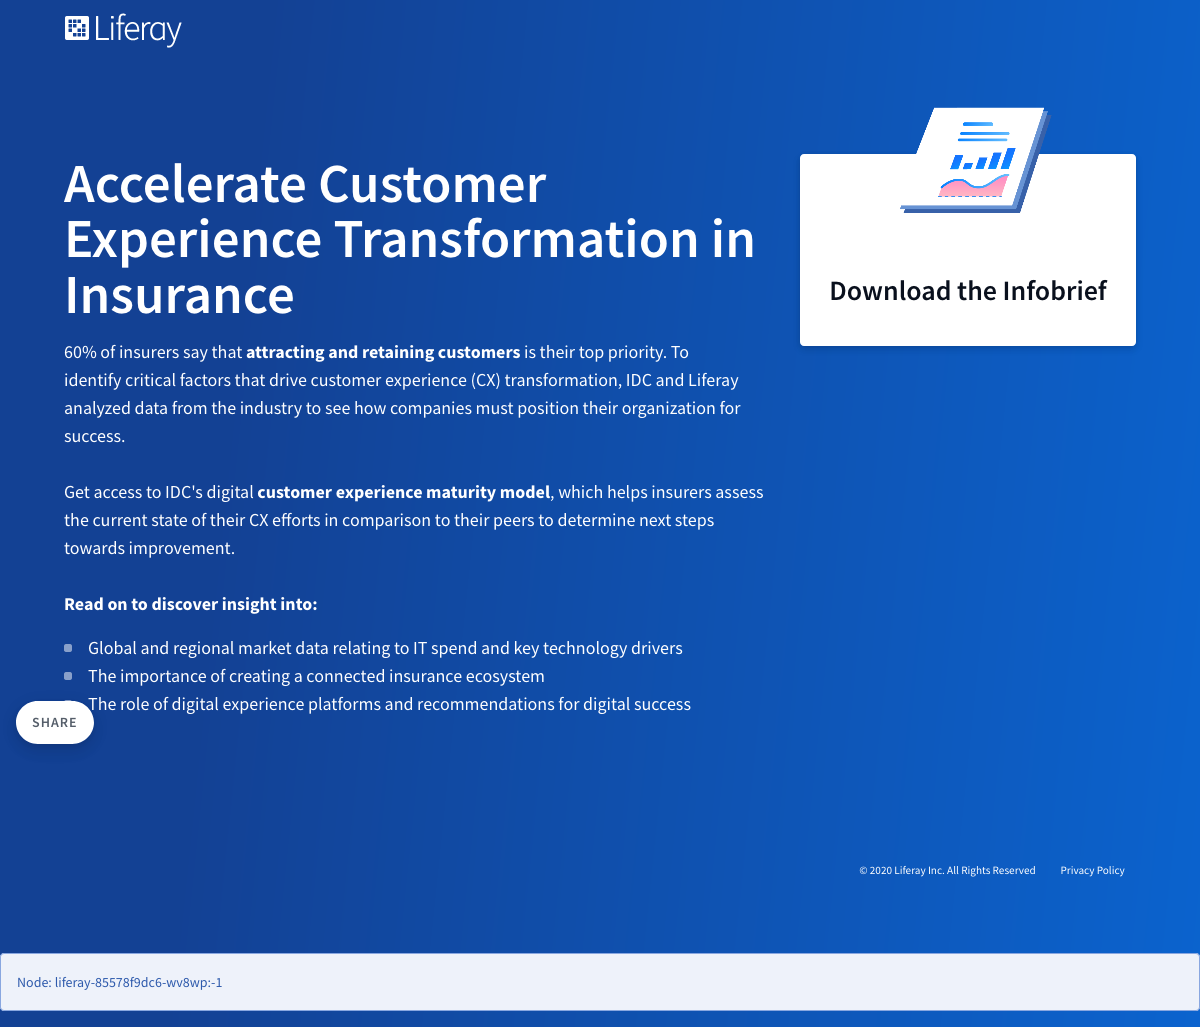 Liferay
Accelerate Customer
Experience Transformation in
Insurance
60% of insurers say that attracting and retaining customers is their top priority. To
identify critical factors that drive customer experience (CX) transformation, IDC and Liferay
analyzed data from the industry to see how companies must position their organization for
success.
Get access to IDC's digital customer experience maturity model, which helps insurers assess
the current state of their CX efforts in comparison to their peers to determine next steps
towards improvement.
Read on to discover insight into:
Global and regional market data relating to IT spend and key technology drivers
The importance of creating a connected insurance ecosystem
The role of digital experience platforms and recommendations for digital success
SHARE
Download the Infobrief
© 2020 Liferay Inc. All Rights Reserved Privacy Policy
Node: liferay-85578f9dc6-wv8wp:-1